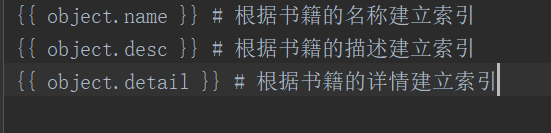 {{ object.name }} # 根据书籍的名称建立索引
{{ object.desc }} # 根据书籍的描述建立索引
{{ object.detail }} # 根据书籍的详情建立索引